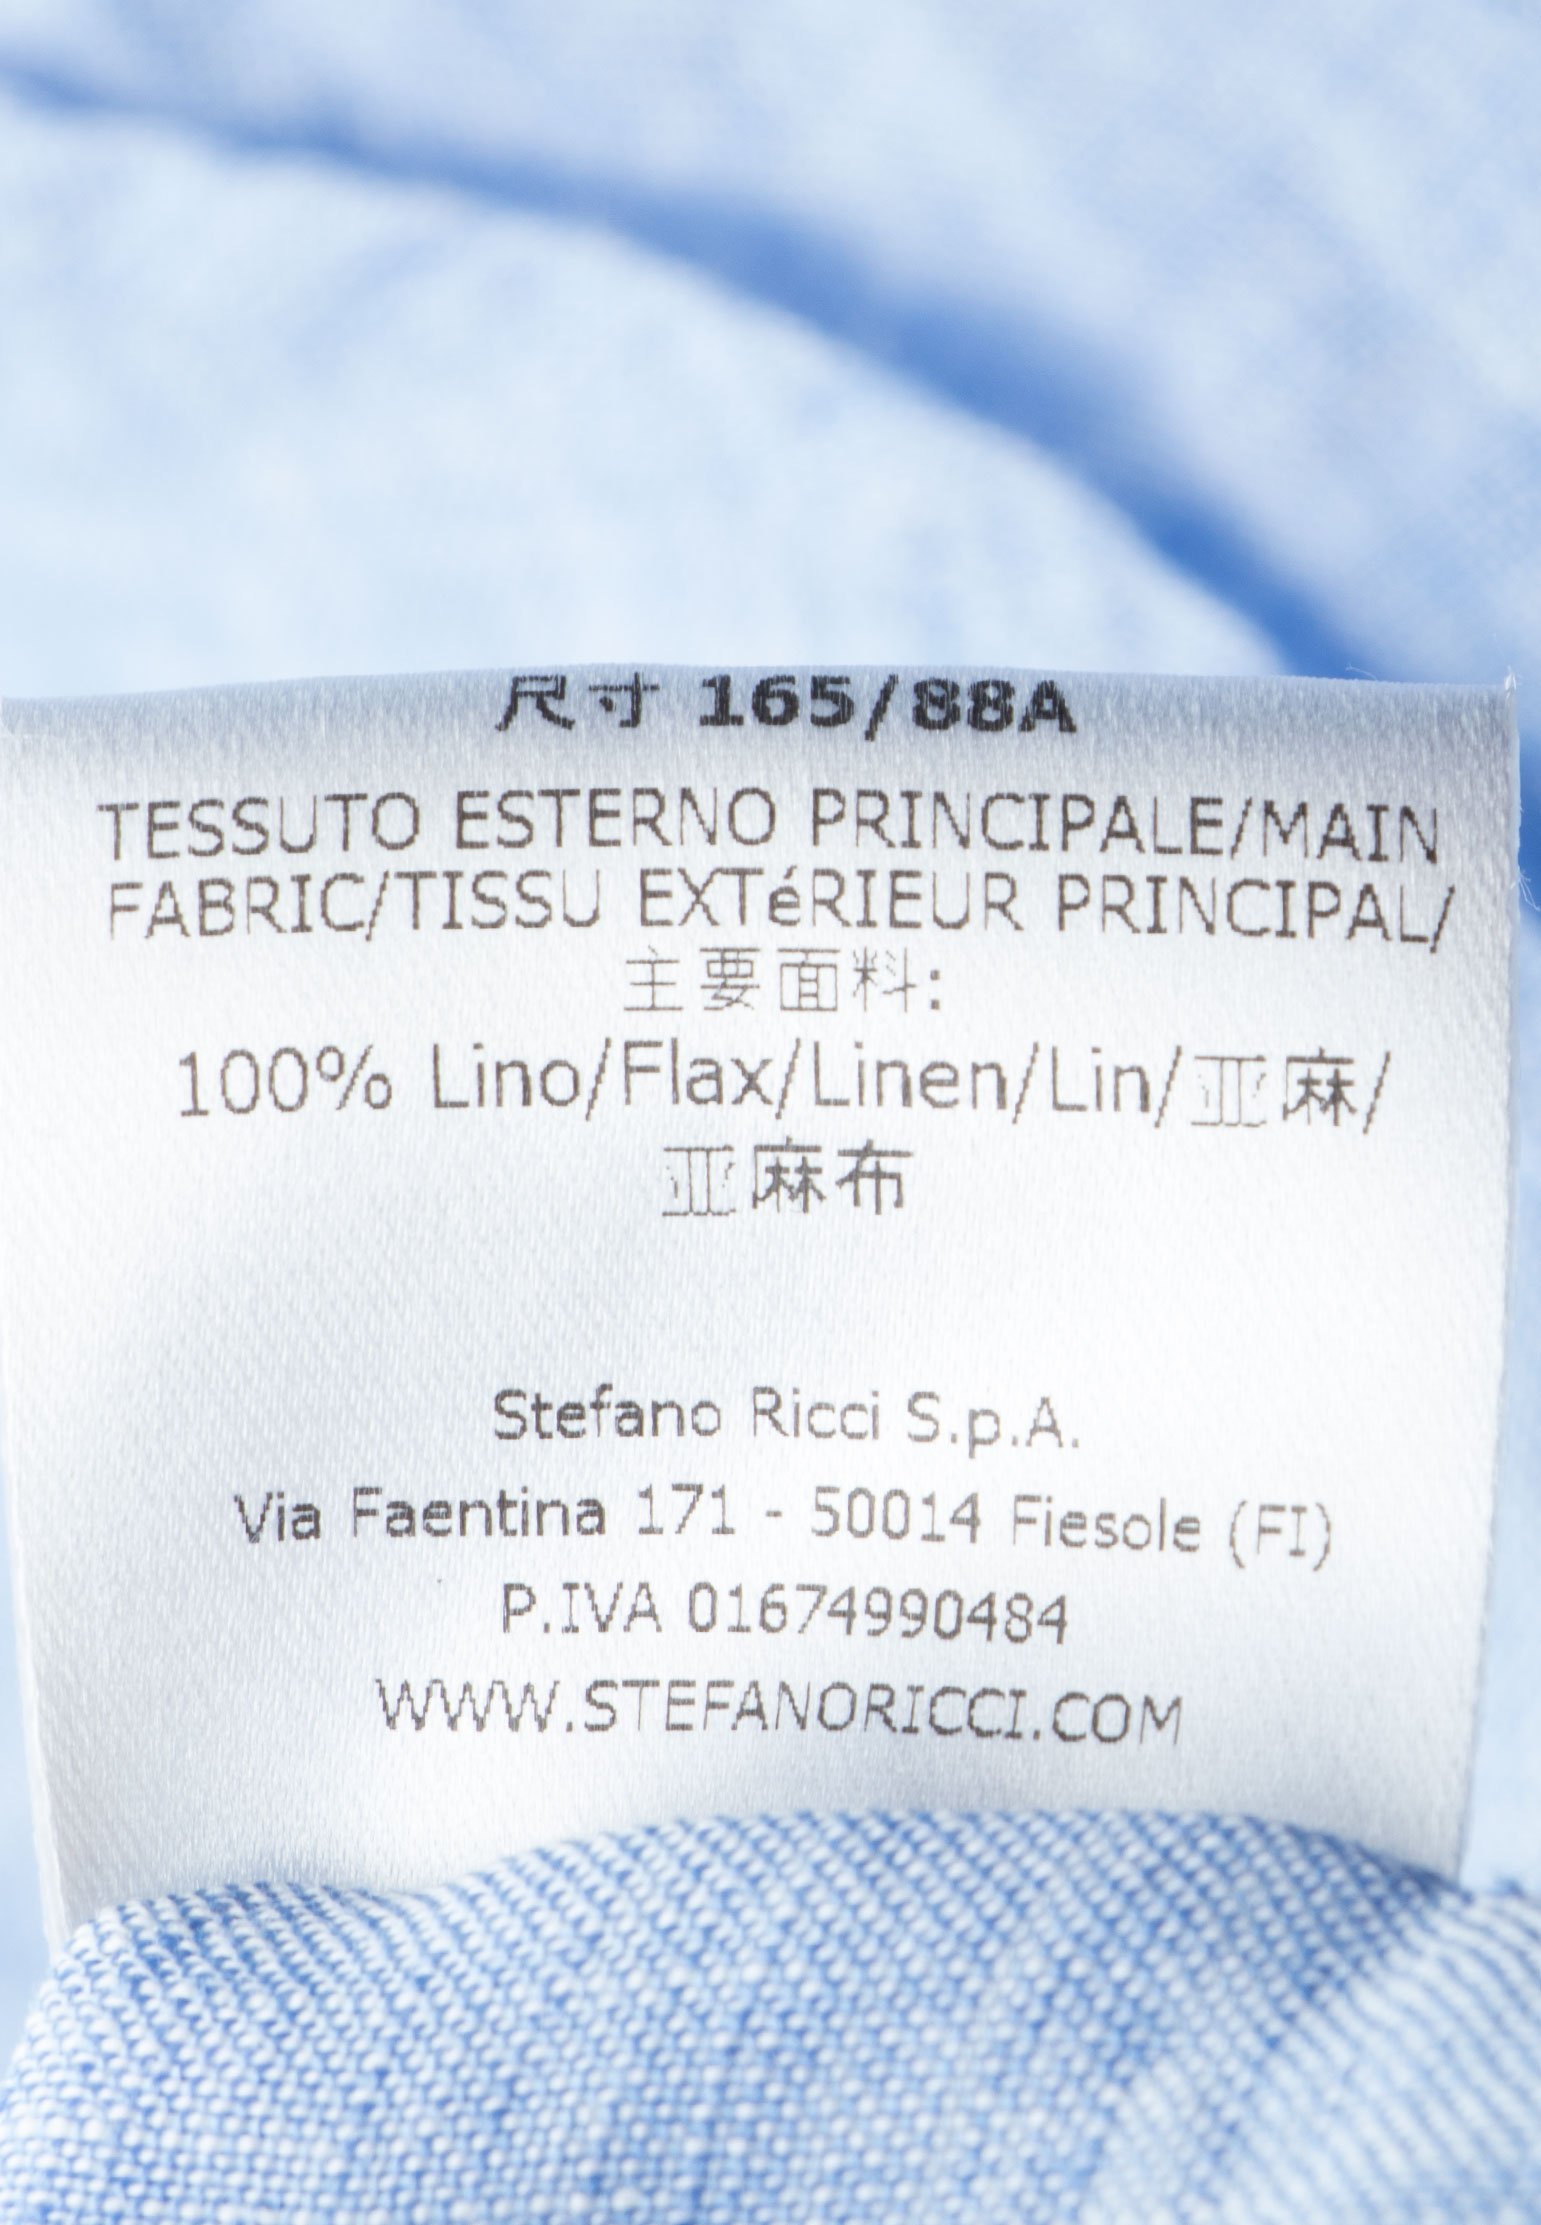 尺寸 165/88A
TESSUTO ESTERNO PRINCIPALE/MAIN
FABRIC/TISSU EXTéRIEUR PRINCIPAL/
主要面料:
100% Lino/Flax/Linen/Lin/亚麻/
亚麻布
Stefano Ricci S.p.A.
Via Faentina 171 - 50014 Fiesole (FI)
P.IVA 01674990484
WWW.STEFANORICCI.COM